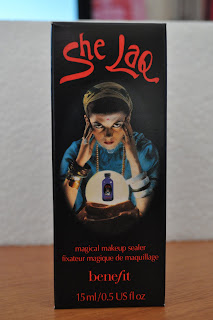 She Laq
magical makeup sealer
fixateur magique de maquillage
benefit
15 ml/0.5 US fl oz